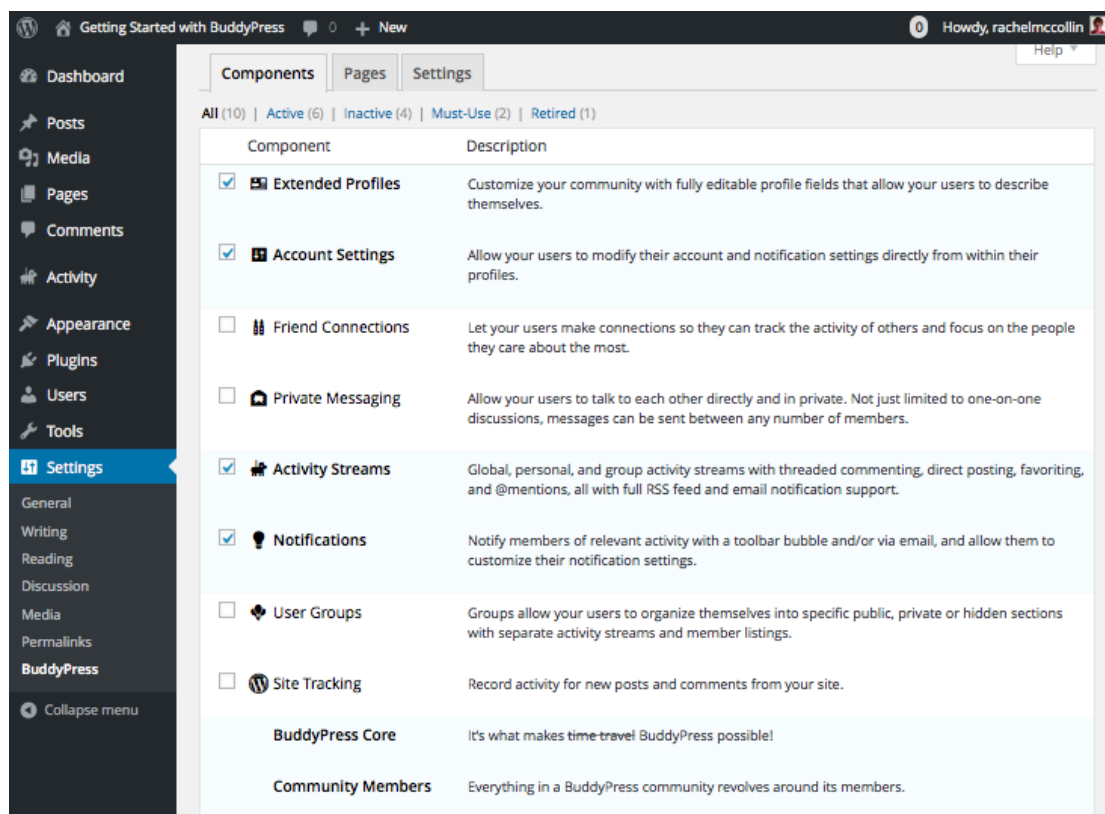 Getting Started with BuddyPress 0 + New 0 Howdy, rachelmccollin
Help
Dashboard
Posts
Media
Pages
Comments
Activity
Appearance
Plugins
Users
Tools
Settings
General
Writing
Reading
Discussion
Media
Permalinks
BuddyPress
Collapse menu
Components Pages Settings
All (10) | Active (6) | Inactive (4) | Must-Use (2) | Retired (1)
Component Description
Extended Profiles
Customize your community with fully editable profile fields that allow your users to describe
themselves.
Account Settings
Allow your users to modify their account and notification settings directly from within their
profiles.
Friend Connections
Let your users make connections so they can track the activity of others and focus on the people
they care about the most.
Private Messaging
Allow your users to talk to each other directly and in private. Not just limited to one-on-one
discussions, messages can be sent between any number of members.
Activity Streams
Global, personal, and group activity streams with threaded commenting, direct posting, favoriting,
and @mentions, all with full RSS feed and email notification support.
Notifications
Notify members of relevant activity with a toolbar bubble and/or via email, and allow them to
customize their notification settings.
User Groups
Groups allow your users to organize themselves into specific public, private or hidden sections
with separate activity streams and member listings.
Site Tracking
Record activity for new posts and comments from your site.
BuddyPress Core
It's what makes time travel BuddyPress possible!
Community Members
Everything in a BuddyPress community revolves around its members.